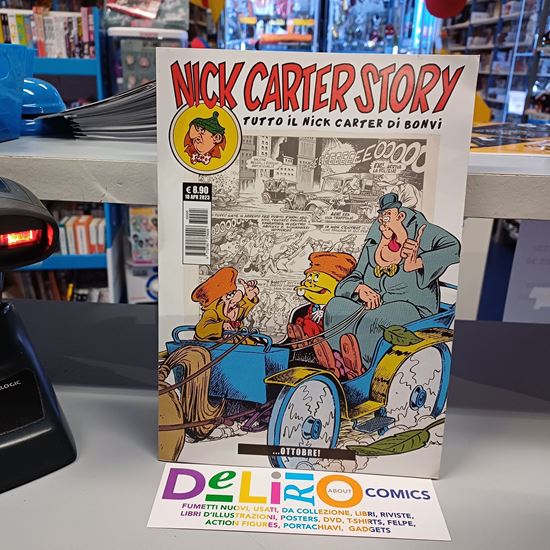 NICK CARTER STORY
TUTTO IL NICK CARTER DI BONVI
€ 8.90
18 APR 2023
...OTTOBRE!
DELIRIO ABOUT COMICS
FUMETTI NUOVI, USATI, DA COLLEZIONE, LIBRI, RIVISTE,
LIBRI D'ILLUSTRAZIONI, POSTERS, DVD, T-SHIRTS, FELPE,
ACTION FIGURES, PORTACHIAVI, GADGETS